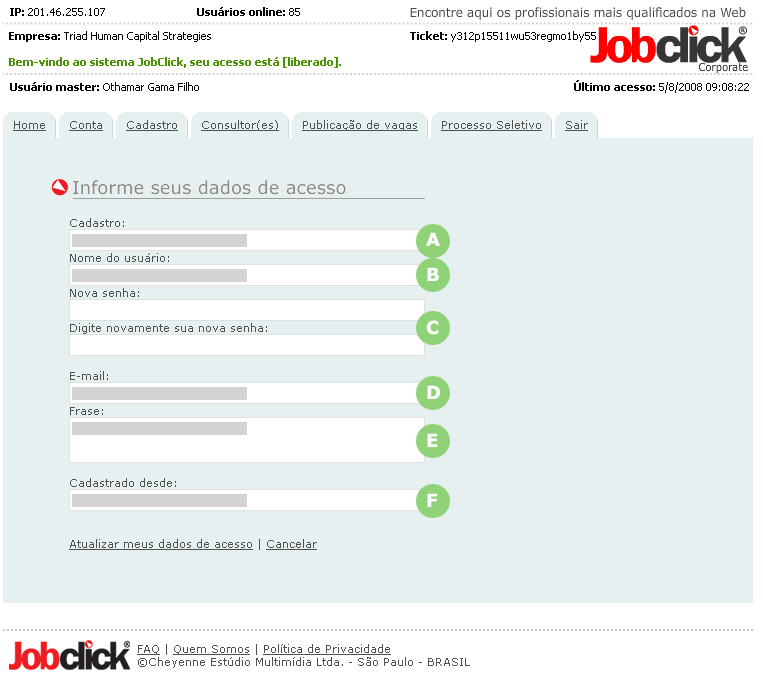 IP: 201.46.255.107 Usuários online: 85 Encontre aqui os profissionais mais qualificados na Web
Empresa: Triad Human Capital Strategies Ticket: y312p15511wu53regmo1by55 Jobclick®
Corporate
Bem-vindo ao sistema JobClick, seu acesso está [liberado].
Usuário master: Othamar Gama Filho Último acesso: 5/8/2008 09:08:22
Home Conta Cadastro Consultor(es) Publicação de vagas Processo Seletivo Sair
Informe seus dados de acesso
Cadastro:
A
Nome do usuário:
B
Nova senha:
Digite novamente sua nova senha:
C
E-mail:
D
Frase:
E
Cadastrado desde:
F
Atualizar meus dados de acesso | Cancelar
Jobclick® FAQ | Quem Somos | Política de Privacidade
©Cheyenne Estúdio Multimídia Ltda. - São Paulo - BRASIL